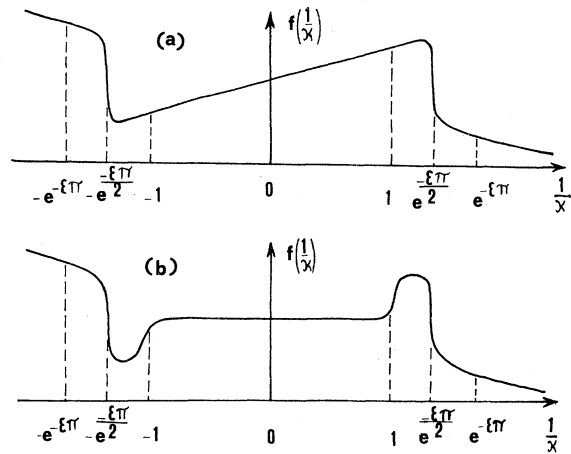 (a)
f(1/x)
-e^{-επ} -e^{-επ/2} -1 0 1 e^{-επ/2} e^{-επ} 1/x
(b)
f(1/x)
-e^{-επ} -e^{-επ/2} -1 0 1 e^{-επ/2} e^{-επ} 1/x